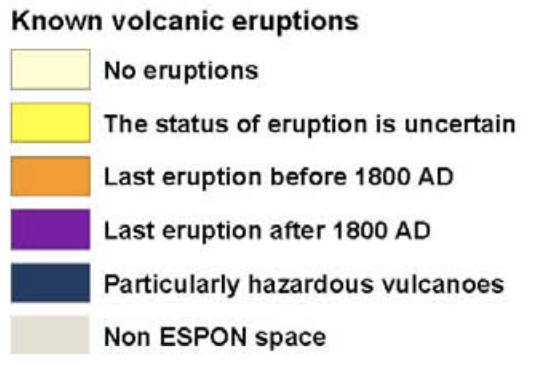 Known volcanic eruptions
No eruptions
The status of eruption is uncertain
Last eruption before 1800 AD
Last eruption after 1800 AD
Particularly hazardous vulcanoes
Non ESPON space